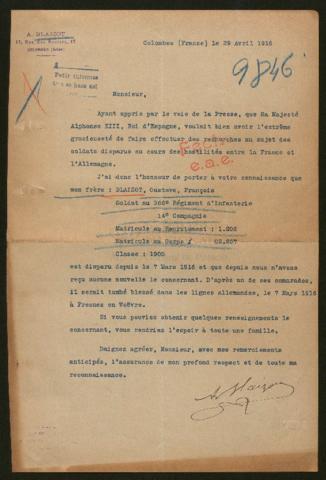 Colombes (France) le 29 Avril 1916
A. BLAIZOT
9846
Monsieur,
Ayant appris par la voie de la Presse, que Sa Majesté
Alphonse XIII, Roi d'Espagne, voulait bien avoir l'extrême
gracieuseté de faire effectuer des recherches au sujet des
soldats disparus au cours des hostilités entre la France et
l'Allemagne.
J'ai donc l'honneur de porter à votre connaissance que
mon frère : BLAIZOT, Gustave, François
Soldat au 366e Régiment d'Infanterie
14e Compagnie
Matricule au Recrutement : 1.206
Matricule au Corps :
Classe : 1905
est disparu depuis le 7 Mars 1916 et que depuis nous n'avons
reçu aucune nouvelle le concernant. D'après un de ses camarades,
il serait tombé blessé dans les lignes allemandes, le 7 Mars 1916
à Fresnes en Woëvre.
Si vous pouviez obtenir quelques renseignements le
concernant, vous rendriez l'espoir à toute une famille.
Daignez agréer, Monsieur, avec mes remerciements
anticipés, l'assurance de mon profond respect et de toute ma
reconnaissance.
A. Blaizot